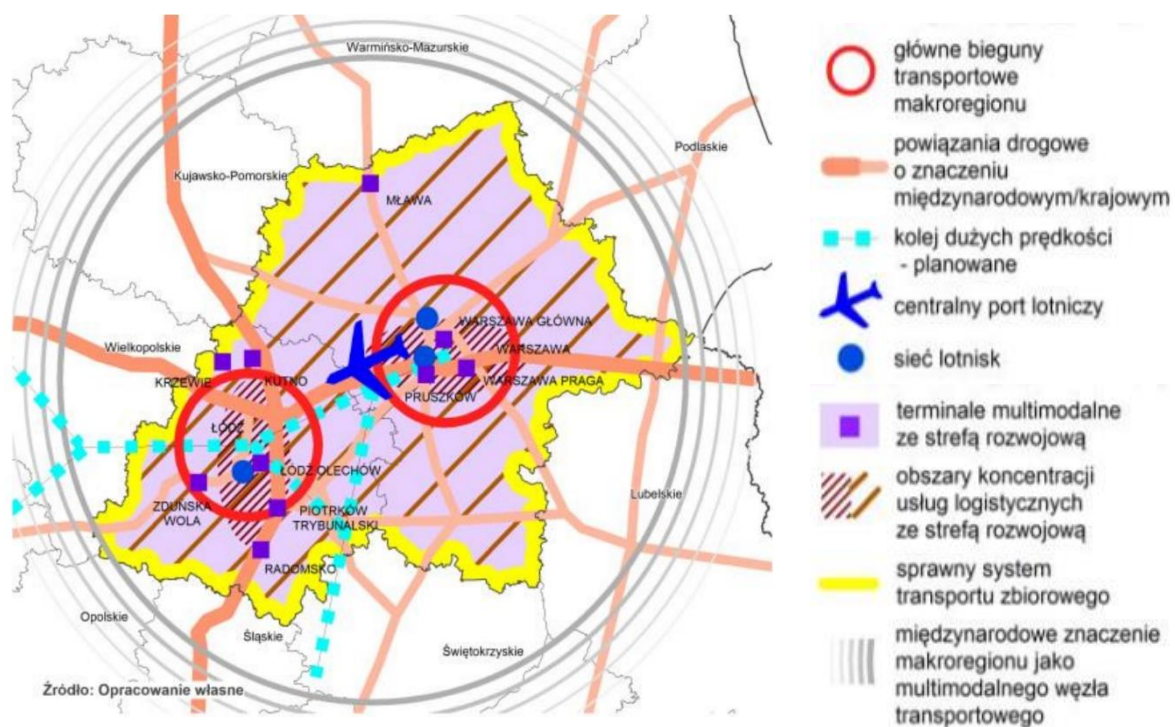 Warmińsko-Mazurskie
Podlaskie
Kujawsko-Pomorskie
MŁAWA
WARSZAWA GŁÓWNA
Wielkopolskie
WARSZAWA
KRZEWIE
KUTKO
WARSZAWA PRAGA
PRUSZKÓW
ŁÓDŹ
ŁÓDŹ OLECHÓW
Lubelskie
ZDUŃSKA
WOLA
PIOTRKÓW
TRYBUNALSKI
RADOMSKO
Opolskie
Śląskie
Świętokrzyskie
Źródło: Opracowanie własne
główne bieguny
transportowe
makroregionu
powiązania drogowe
o znaczeniu
międzynarodowym/krajowym
kolej dużych prędkości
- planowane
centralny port lotniczy
sieć lotnisk
terminale multimodalne
ze strefą rozwojową
obszary koncentracji
usług logistycznych
ze strefą rozwojową
sprawny system
transportu zbiorowego
międzynarodowe znaczenie
makroregionu jako
multimodalnego węzła
transportowego